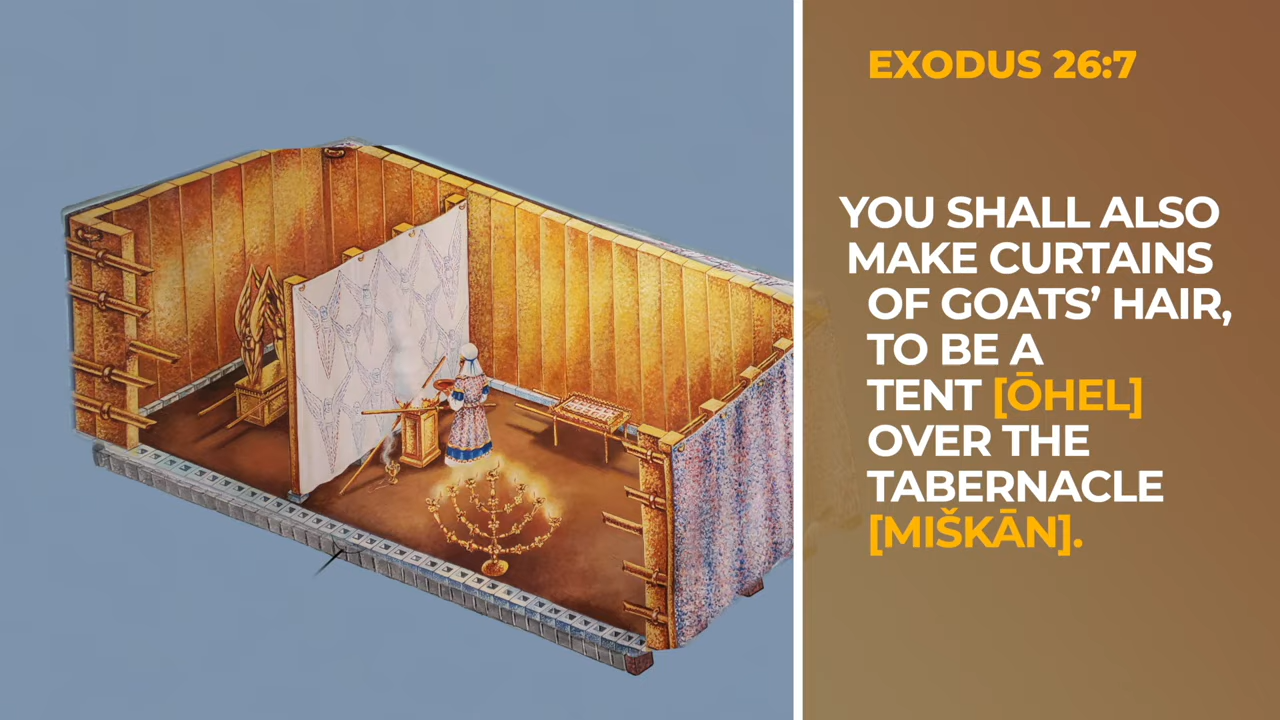 EXODUS 26:7
YOU SHALL ALSO
MAKE CURTAINS
OF GOATS’ HAIR,
TO BE A
TENT [ŌHEL]
OVER THE
TABERNACLE
[MIŠKĀN].